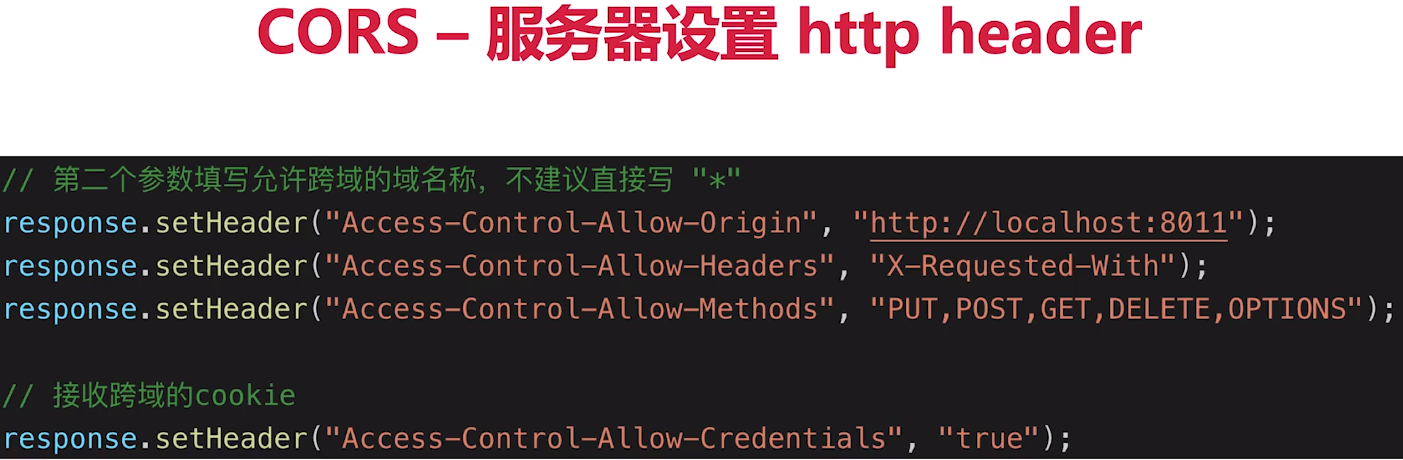 CORS – 服务器设置 http header
// 第二个参数填写允许跨域的域名称，不建议直接写 "*"
response.setHeader("Access-Control-Allow-Origin", "http://localhost:8011");
response.setHeader("Access-Control-Allow-Headers", "X-Requested-With");
response.setHeader("Access-Control-Allow-Methods", "PUT,POST,GET,DELETE,OPTIONS");
// 接收跨域的cookie
response.setHeader("Access-Control-Allow-Credentials", "true");